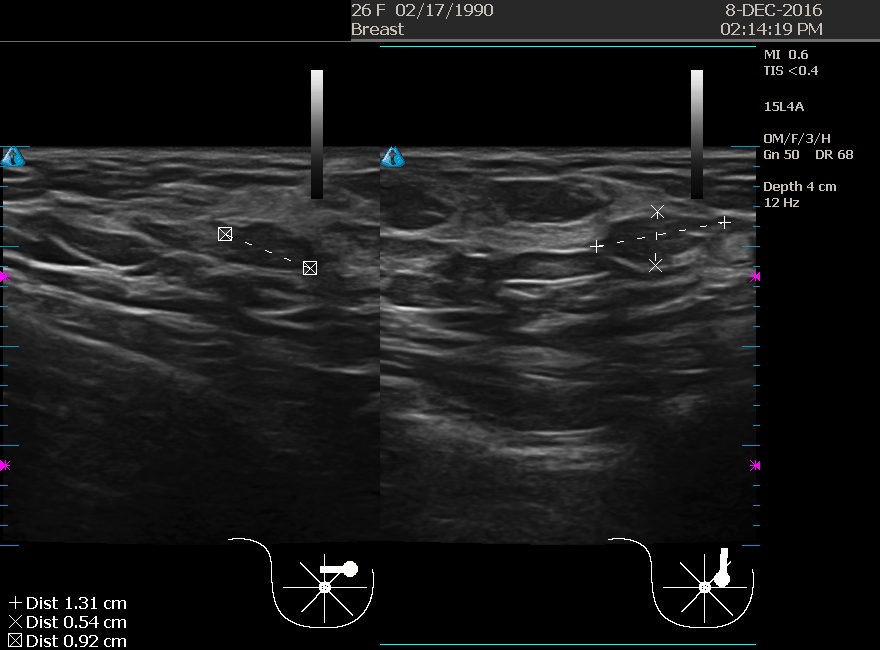 26 F 02/17/1990 8-DEC-2016
Breast 02:14:19 PM
MI 0.6
TIS <0.4
15L4A
OM/F/3/H
Gn 50 DR 68
Depth 4 cm
12 Hz
Dist 1.31 cm
Dist 0.54 cm
Dist 0.92 cm